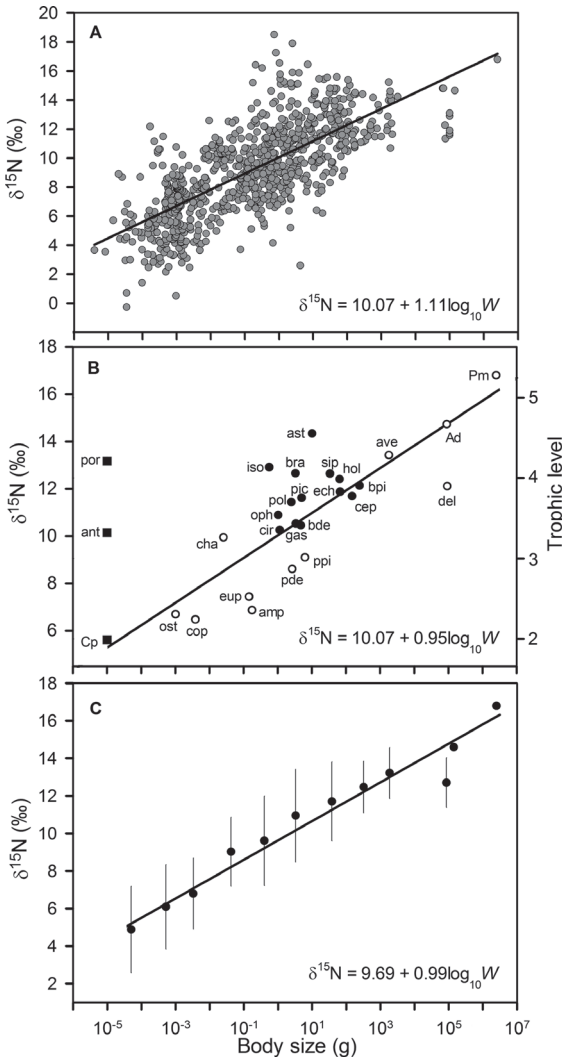 20
18
16
14
12
10
8
6
4
2
0
A
δ15N (‰)
δ15N = 10.07 + 1.11log10W
18
16
14
12
10
8
6
B
δ15N (‰)
5
4
3
2
Trophic level
Pm
Ad
ave
del
ast
iso
bra
sip
hol
pic
ech
bpi
pol
cep
oph
cir
gas
bde
cha
ppi
pde
eup
amp
ost
cop
por
ant
Cp
δ15N = 10.07 + 0.95log10W
18
16
14
12
10
8
6
4
2
C
δ15N (‰)
δ15N = 9.69 + 0.99log10W
10-5 10-3 10-1 101 103 105 107
Body size (g)